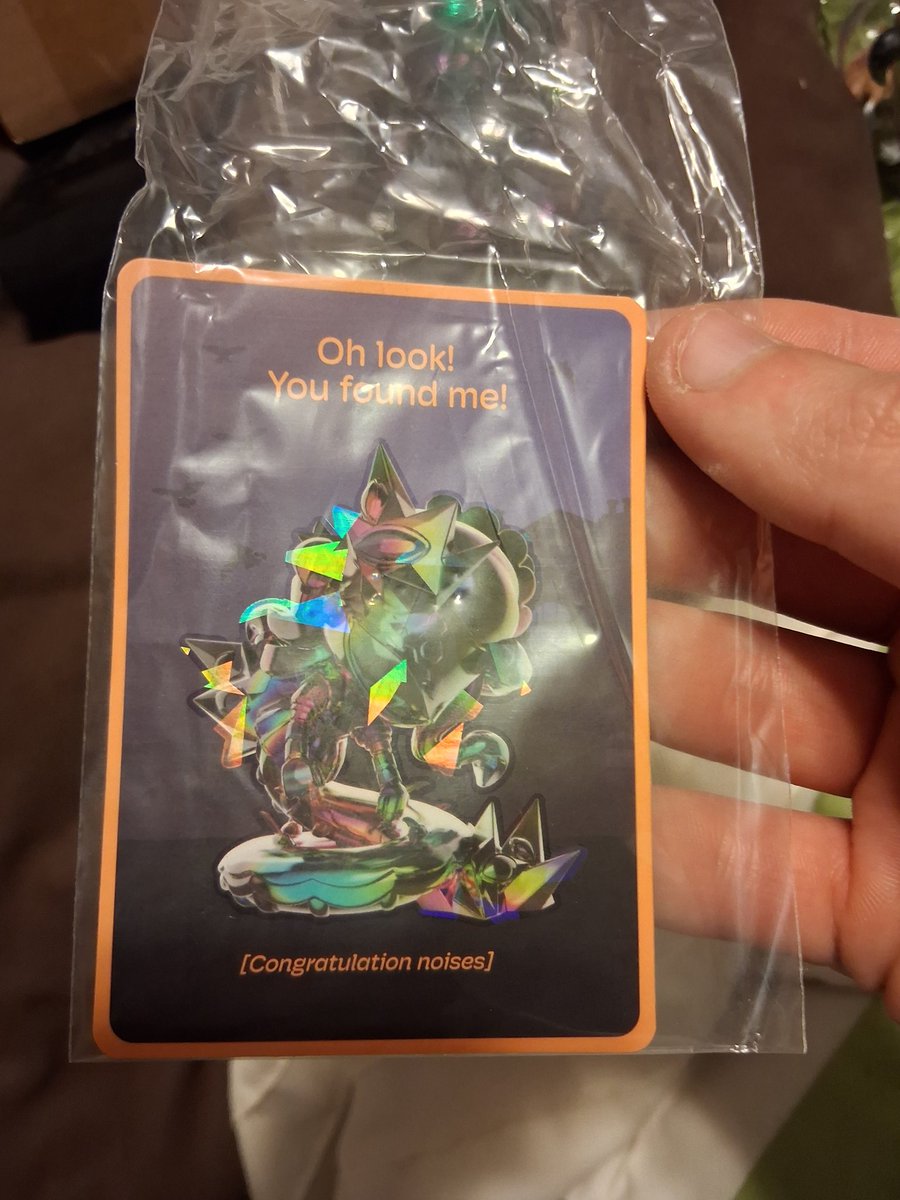 Oh look!
You found me!
[Congratulation noises]